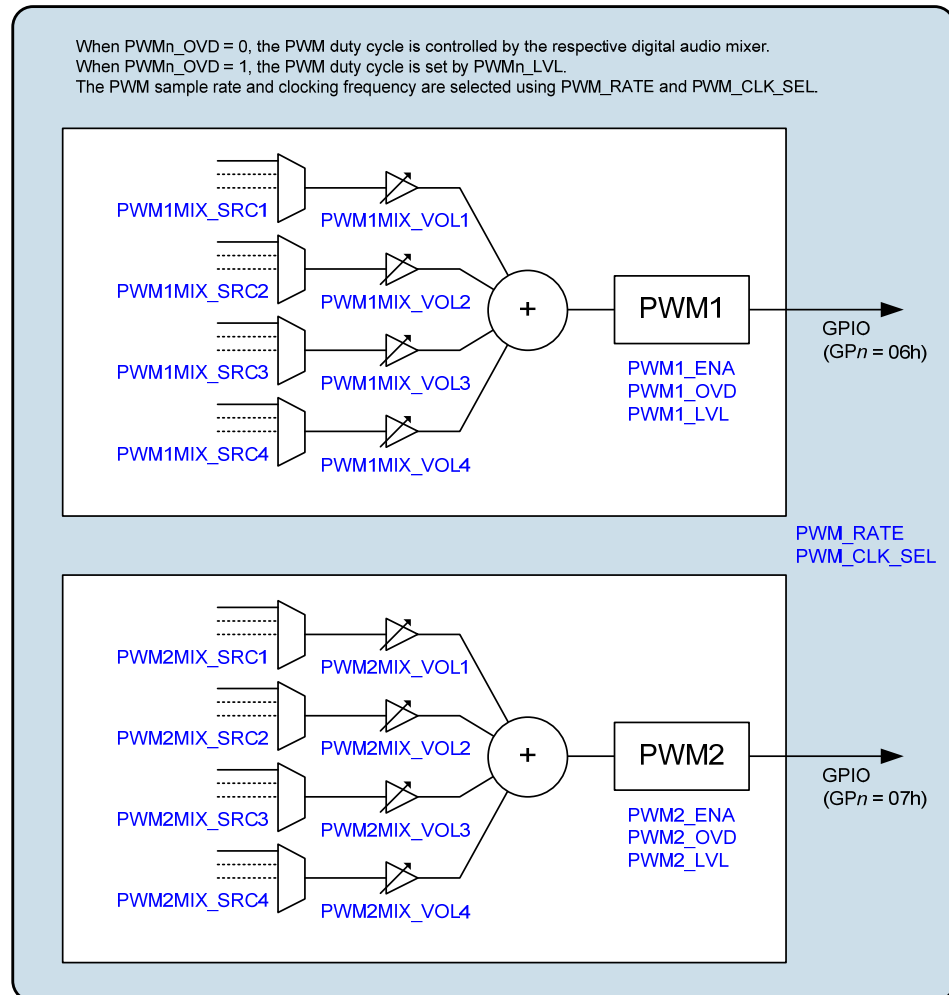 When PWMn_OVD = 0, the PWM duty cycle is controlled by the respective digital audio mixer.
When PWMn_OVD = 1, the PWM duty cycle is set by PWMn_LVL.
The PWM sample rate and clocking frequency are selected using PWM_RATE and PWM_CLK_SEL.
PWM1MIX_SRC1
PWM1MIX_VOL1
PWM1MIX_SRC2
PWM1MIX_VOL2
PWM1MIX_SRC3
PWM1MIX_VOL3
PWM1MIX_SRC4
PWM1MIX_VOL4
+
PWM1
PWM1_ENA
PWM1_OVD
PWM1_LVL
GPIO
(GPn = 06h)
PWM_RATE
PWM_CLK_SEL
PWM2MIX_SRC1
PWM2MIX_VOL1
PWM2MIX_SRC2
PWM2MIX_VOL2
PWM2MIX_SRC3
PWM2MIX_VOL3
PWM2MIX_SRC4
PWM2MIX_VOL4
+
PWM2
PWM2_ENA
PWM2_OVD
PWM2_LVL
GPIO
(GPn = 07h)